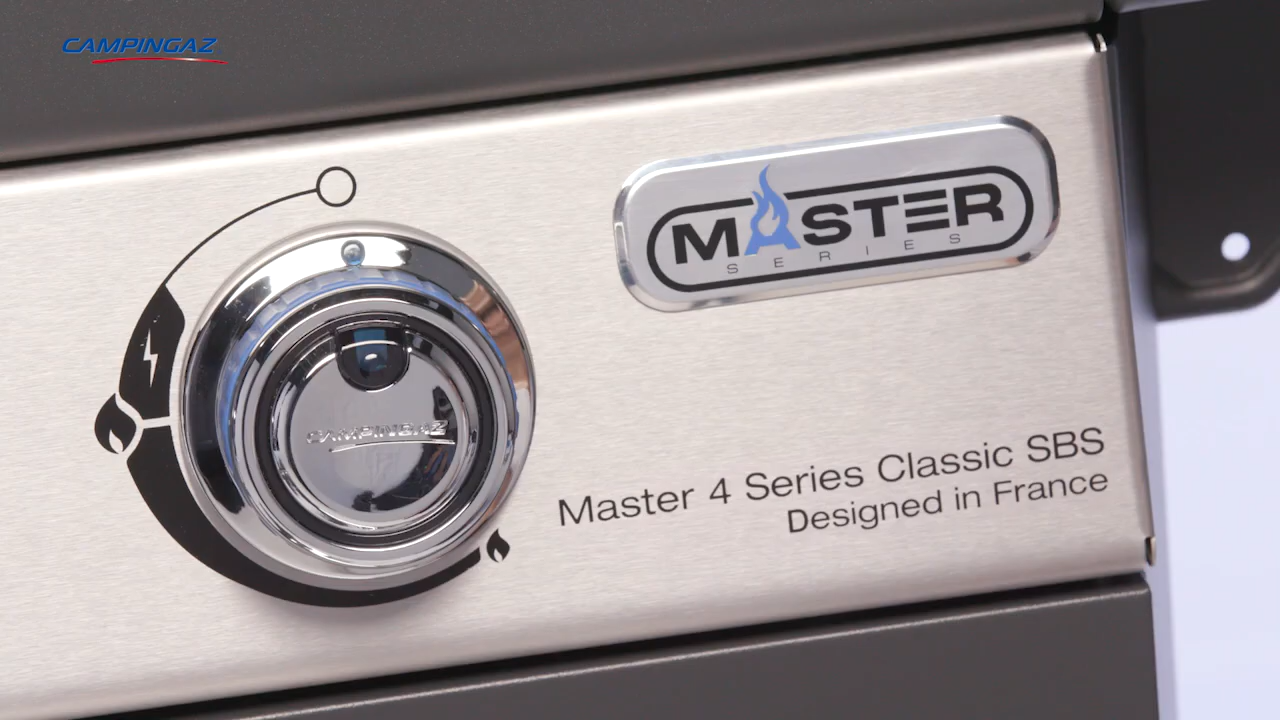 CAMPINGAZ
MASTER
SERIES
CAMPINGAZ
Master 4 Series Classic SBS
Designed in France